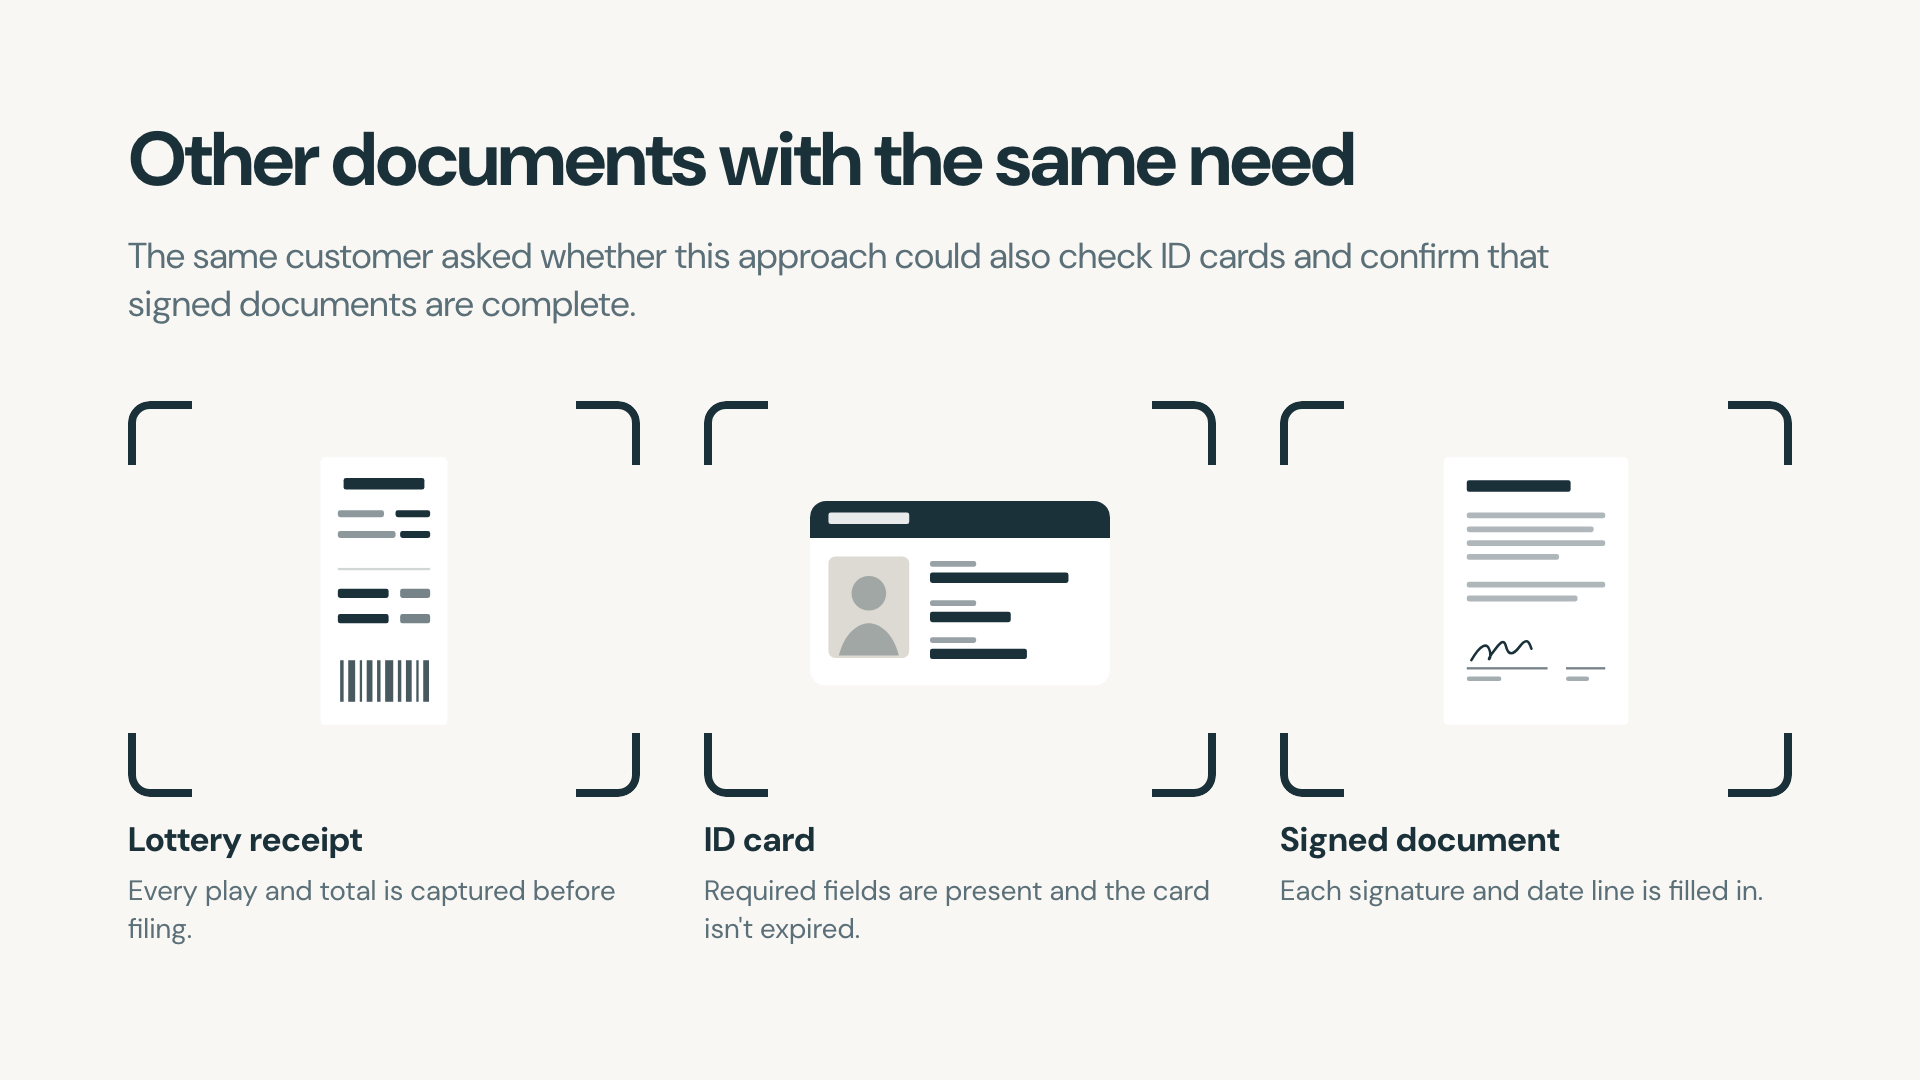 Other documents with the same need
The same customer asked whether this approach could also check ID cards and confirm that
signed documents are complete.
Lottery receipt
Every play and total is captured before
filing.
ID card
Required fields are present and the card
isn't expired.
Signed document
Each signature and date line is filled in.